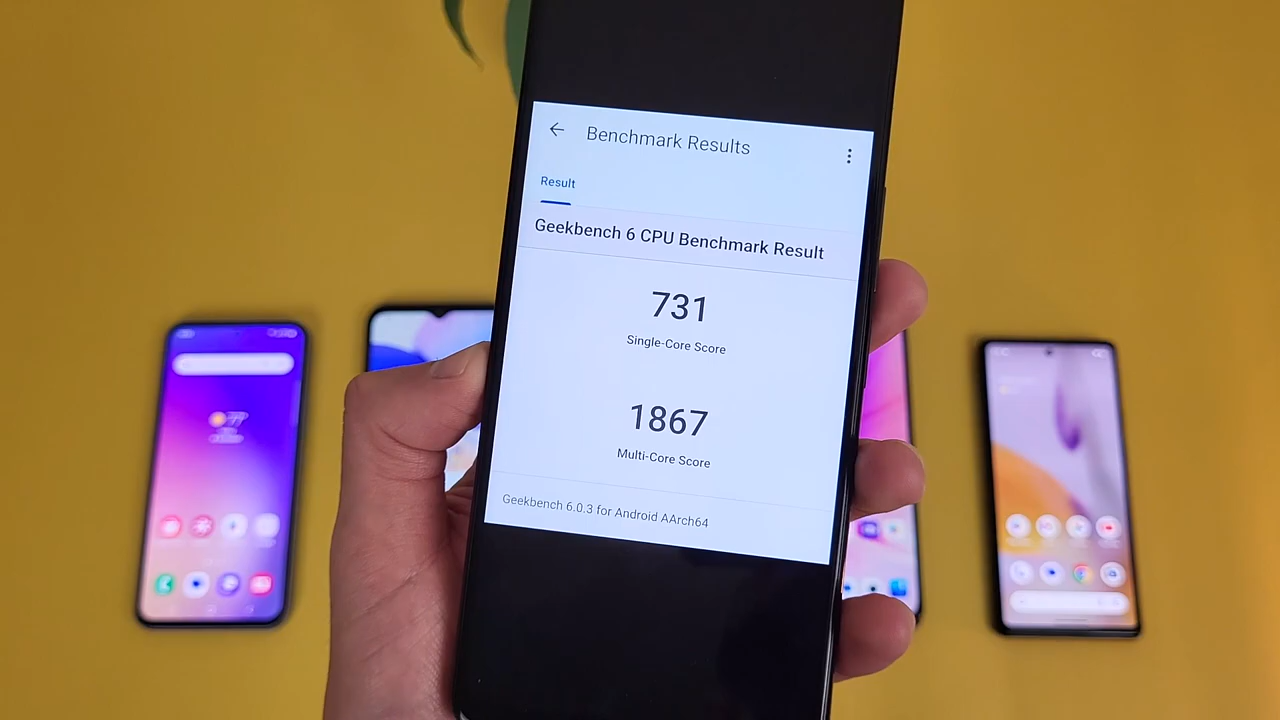 Benchmark Results
Result
Geekbench 6 CPU Benchmark Result
731
Single-Core Score
1867
Multi-Core Score
Geekbench 6.0.3 for Android AArch64